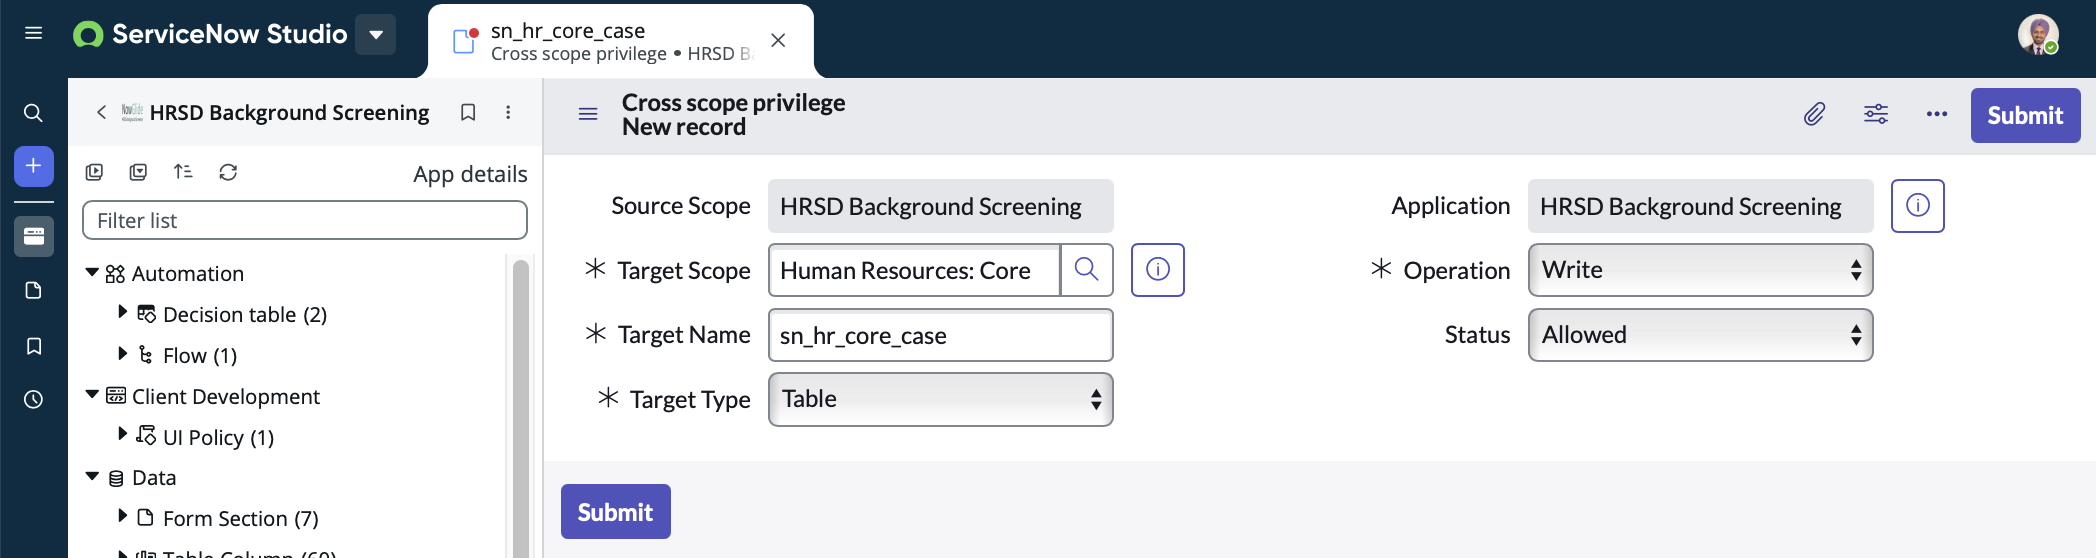 ServiceNow Studio
sn_hr_core_case
Cross scope privilege • HRSD
HRSD Background Screening
App details
Filter list
Automation
Decision table (2)
Flow (1)
Client Development
UI Policy (1)
Data
Form Section (7)
Table Column (60)
Cross scope privilege
New record
Submit
Source Scope HRSD Background Screening
Application HRSD Background Screening
* Target Scope Human Resources: Core
* Operation Write
* Target Name sn_hr_core_case
Status Allowed
* Target Type Table
Submit